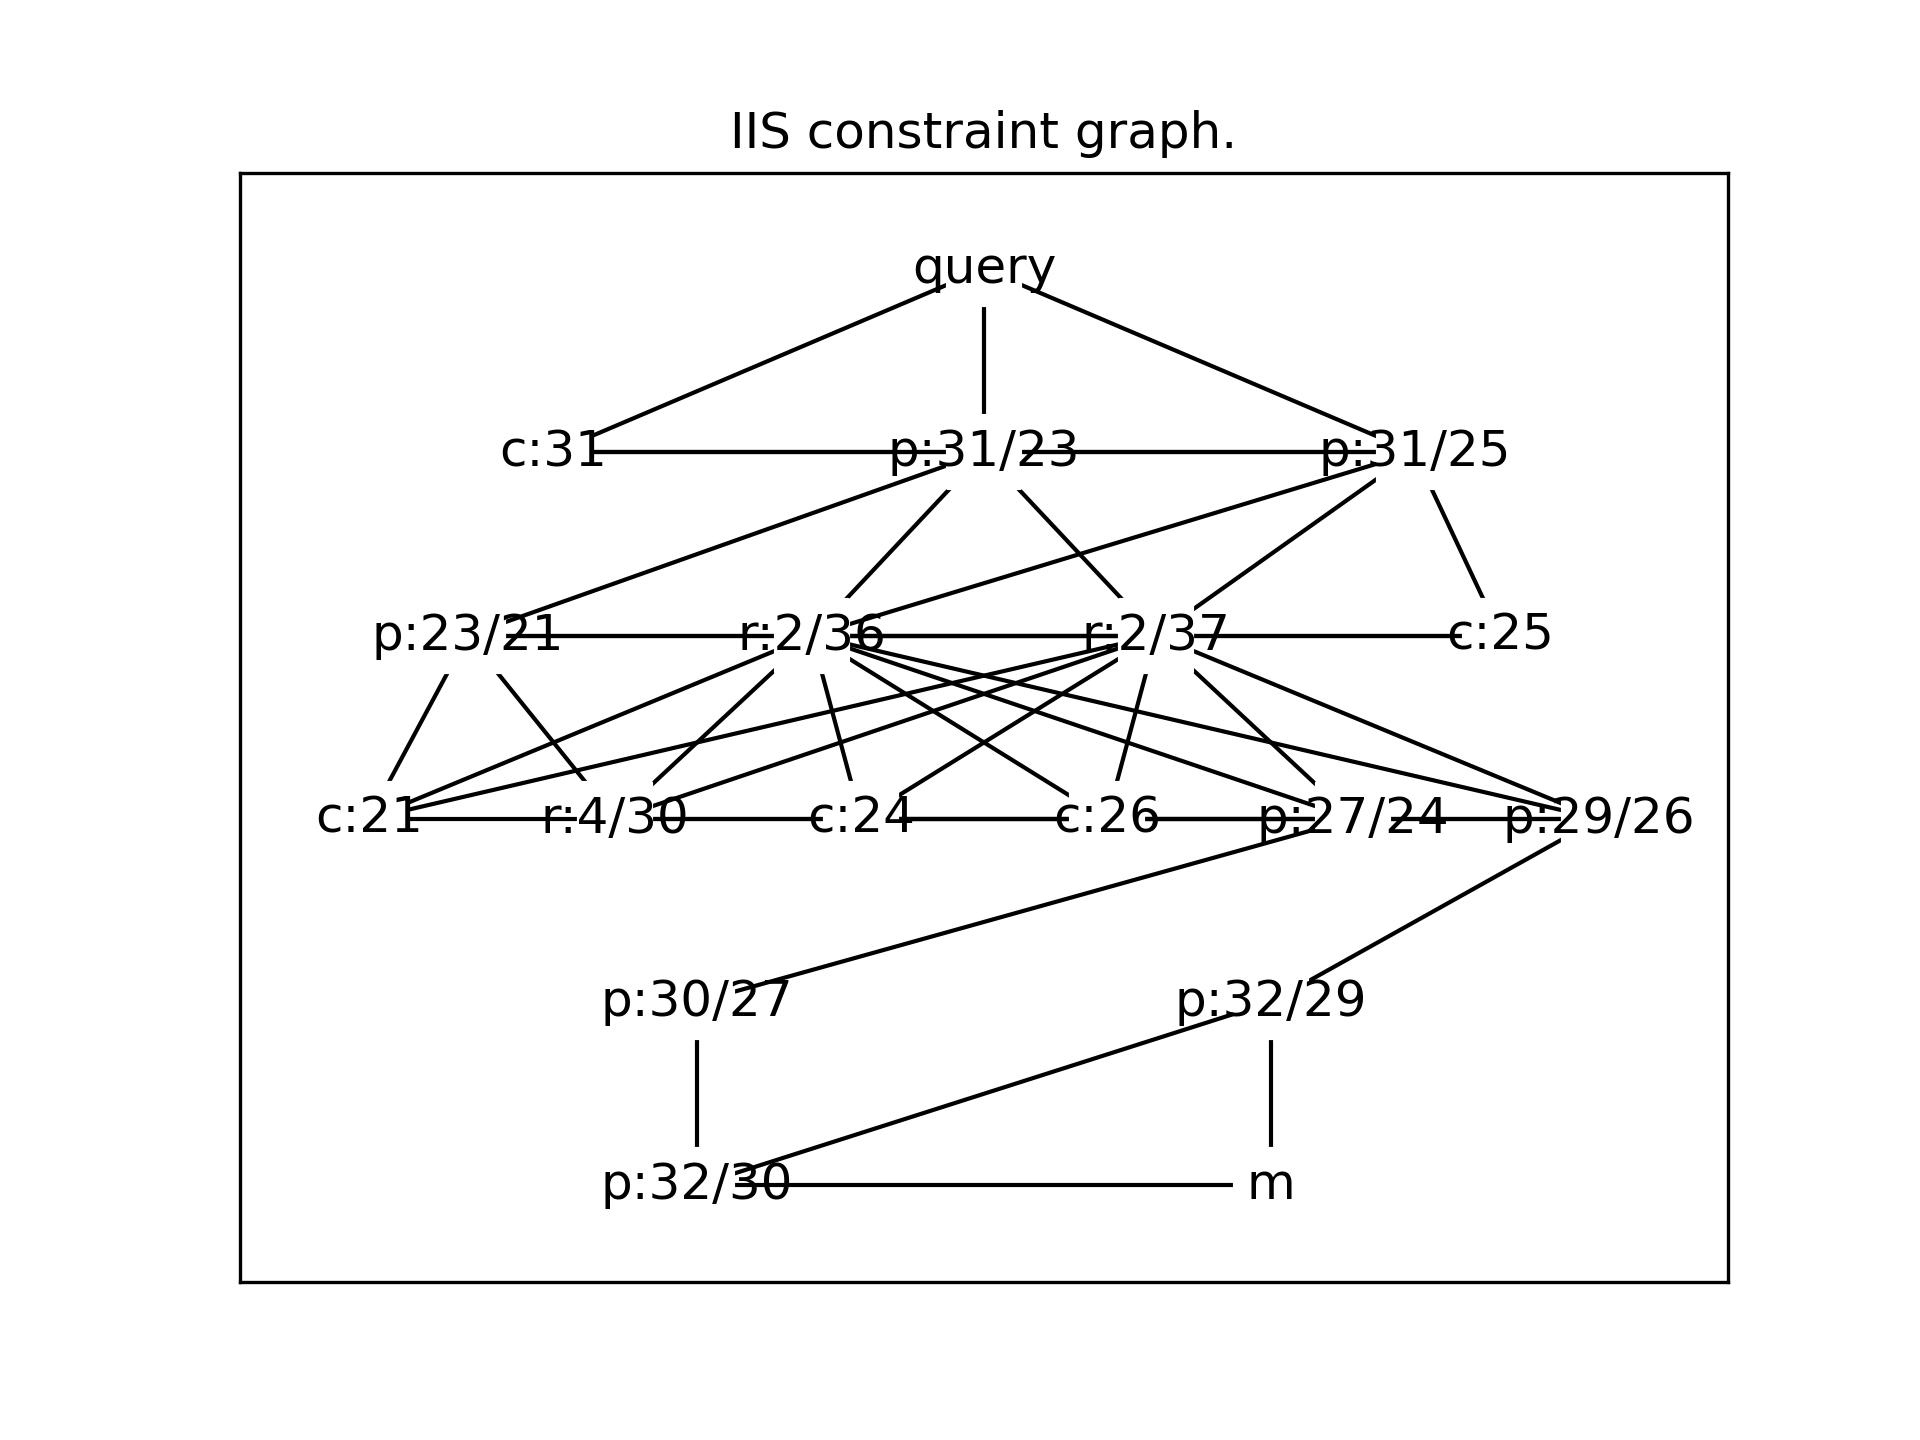 IIS constraint graph.
query
c:31 p:31/23 p:31/25
p:23/21 r:2/36 r:2/37 c:25
c:21 r:4/30 c:24 c:26 p:27/24 p:29/26
p:30/27 p:32/29
p:32/30 m